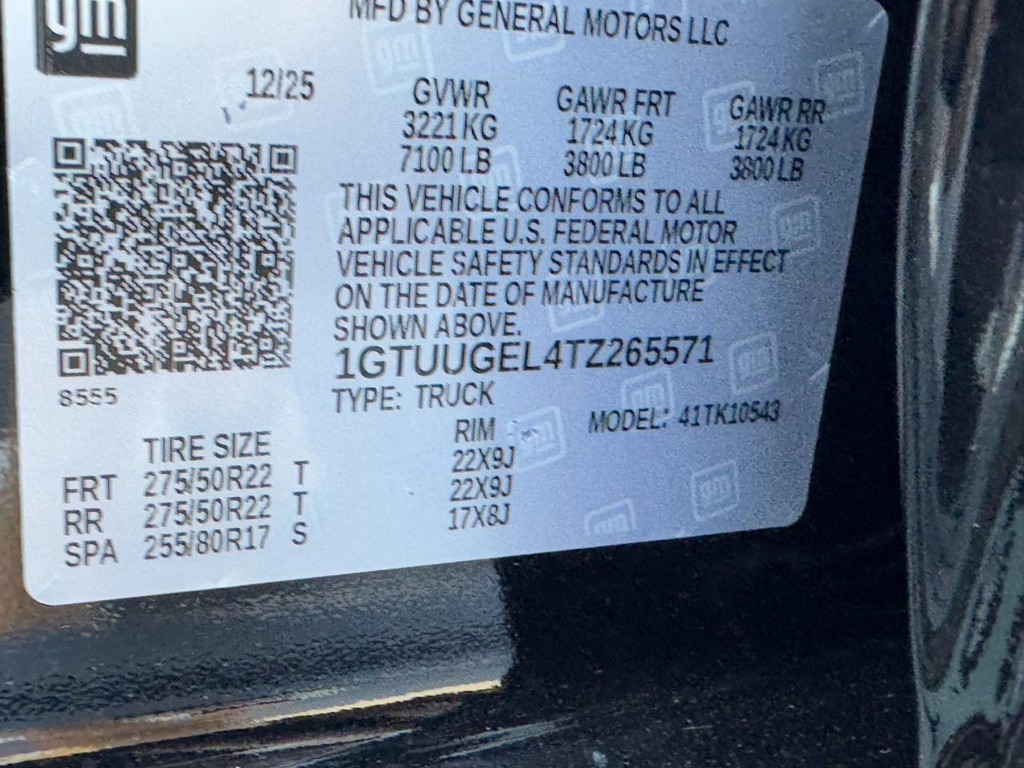 gm
MFD BY GENERAL MOTORS LLC
12/25
GVWR GAWR FRT GAWR RR
3221 KG 1724 KG 1724 KG
7100 LB 3800 LB 3800 LB
THIS VEHICLE CONFORMS TO ALL
APPLICABLE U.S. FEDERAL MOTOR
VEHICLE SAFETY STANDARDS IN EFFECT
ON THE DATE OF MANUFACTURE
SHOWN ABOVE.
1GTUUGEL4TZ265571
8555
TYPE: TRUCK
MODEL: 41TK10543
TIRE SIZE RIM
FRT 275/50R22 T 22X9J
RR 275/50R22 T 22X9J
SPA 255/80R17 S 17X8J